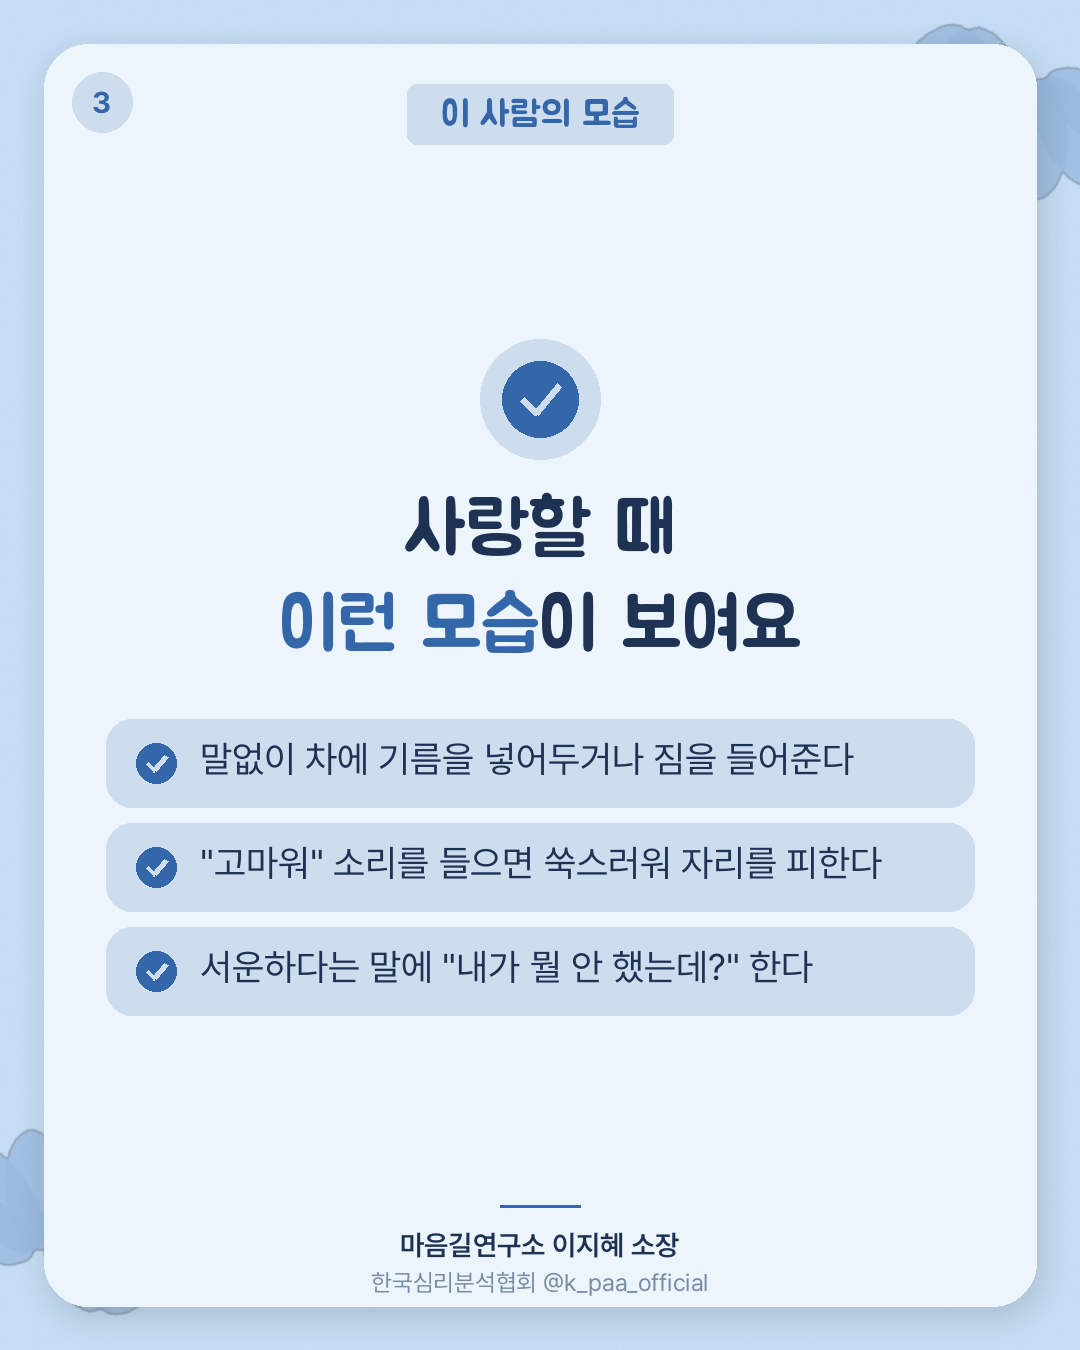 3
이 사람의 모습
사랑할 때
이런 모습이 보여요
말없이 차에 기름을 넣어두거나 짐을 들어준다
"고마워" 소리를 들으면 쑥스러워 자리를 피한다
서운하다는 말에 "내가 뭘 안 했는데?" 한다
마음길연구소 이지혜 소장
한국심리분석협회 @k_paa_official